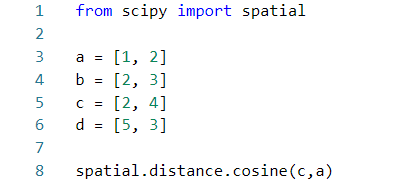 1 from scipy import spatial
2
3 a = [1, 2]
4 b = [2, 3]
5 c = [2, 4]
6 d = [5, 3]
7
8 spatial.distance.cosine(c,a)